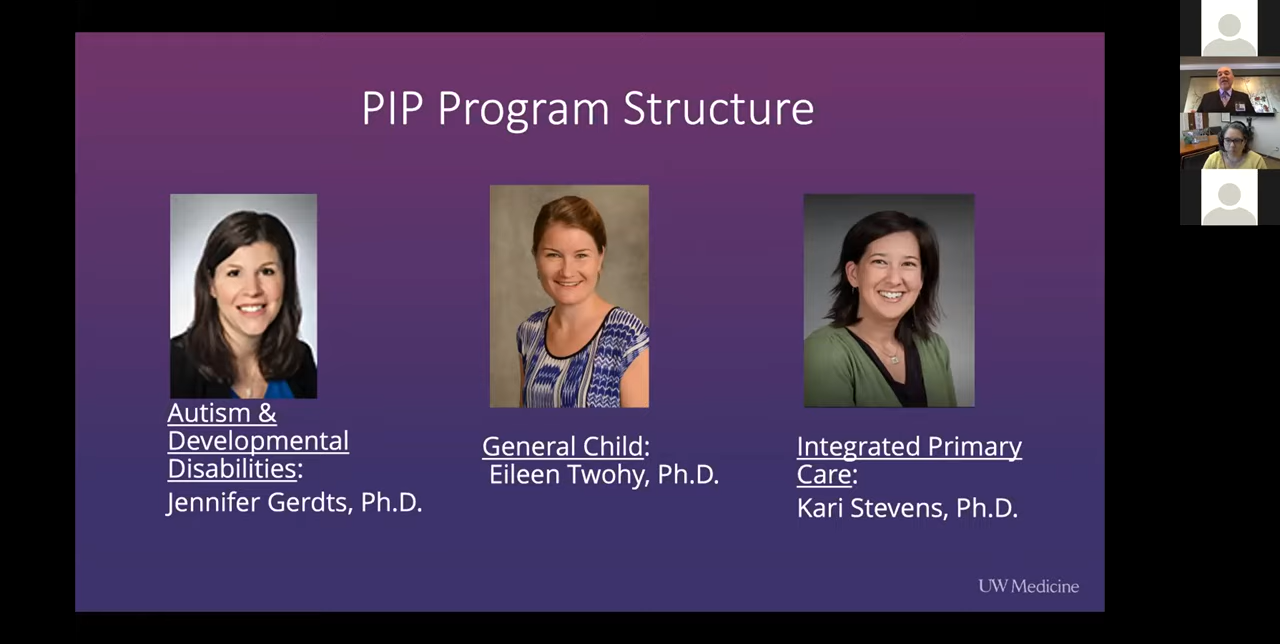 PIP Program Structure
Autism &
Developmental
Disabilities:
Jennifer Gerdts, Ph.D.
General Child:
Eileen Twohy, Ph.D.
Integrated Primary
Care:
Kari Stevens, Ph.D.
UW Medicine